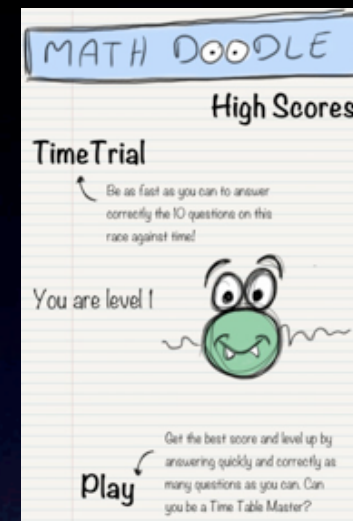 MATH DOODLE
High Scores
TimeTrial
Be as fast as you can to answer
correctly the 10 questions on this
race against time!
You are level 1
Get the best score and level up by
answering quickly and correctly as
many questions as you can. Can
you be a Time Table Master?
Play